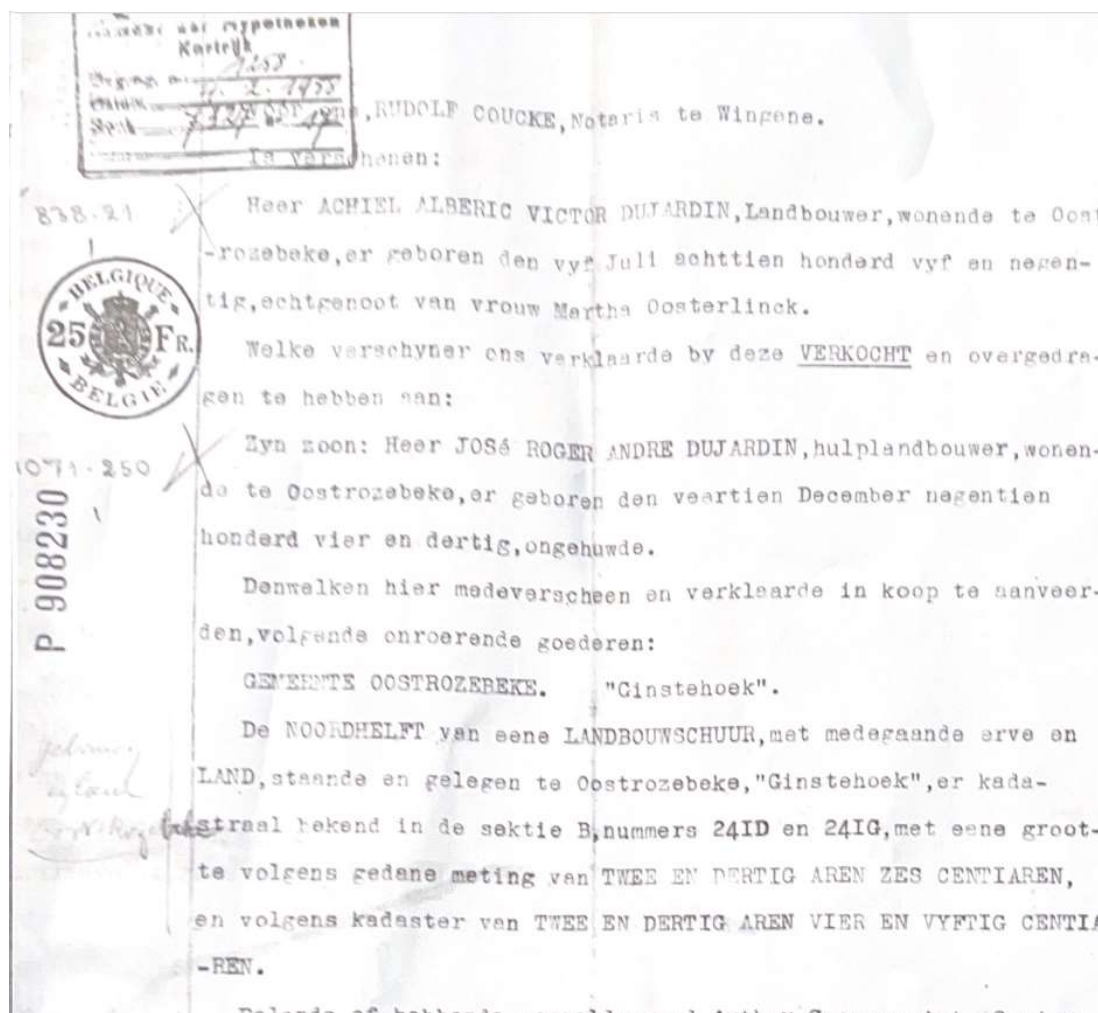 Kortrijk
1258
7327
Voor ons,RUDOLF COUCKE,Notaris te Wingene.
Is verschenen:
838.21
Heer ACHIEL ALBERIC VICTOR DUJARDIN,Landbouwer,wonende te Oost
-rozebeke,er geboren den vyf Juli achttien honderd vyf en negen-
tig,echtgenoot van vrouw Martha Oosterlinck.
BELGIQUE
25 FR.
BELGIE
Welke verschyner ons verklaarde by deze VERKOCHT en overgedra-
gen te hebben aan:
Zyn zoon: Heer JOSé ROGER ANDRE DUJARDIN,hulplandbouwer,wonen-
1071.250
de te Oostrozebeke,er geboren den veertien December negentien
honderd vier en dertig,ongehuwde.
P 908230
Denwelken hier medeverscheen en verklaarde in koop te aanveer-
den,volgende onroerende goederen:
GEMEENTE OOSTROZEBEKE. "Ginstehoek".
De NOORDHELFT van eene LANDBOUWSCHUUR,met medegaande erve en
LAND,staande en gelegen te Oostrozebeke,"Ginstehoek",er kada-
straal bekend in de sektie B,nummers 24ID en 24IG,met eene groot-
te volgens gedane meting van TWEE EN DERTIG AREN ZES CENTIAREN,
en volgens kadaster van TWEE EN DERTIG AREN VIER EN VYFTIG CENTIA
-REN.